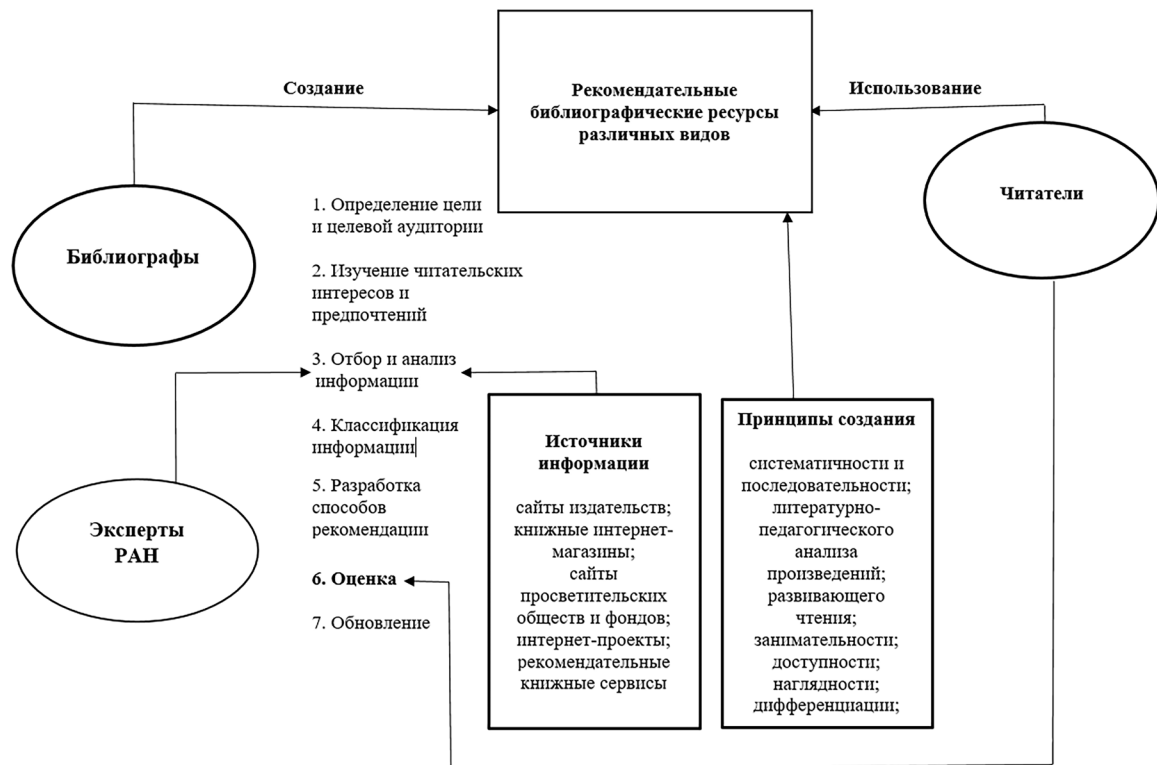 Создание
Рекомендательные
библиографические ресурсы
различных видов
Использование
Библиографы
Читатели
1. Определение цели
и целевой аудитории
2. Изучение читательских
интересов и
предпочтений
3. Отбор и анализ
информации
4. Классификация
информации
5. Разработка
способов
рекомендации
6. Оценка
7. Обновление
Эксперты
РАН
Источники
информации
сайты издательств;
книжные интернет-
магазины;
сайты
просветительских
обществ и фондов;
интернет-проекты;
рекомендательные
книжные сервисы
Принципы создания
систематичности и
последовательности;
литературно-
педагогического
анализа
произведений;
развивающего
чтения;
занимательности;
доступности;
наглядности;
дифференциации;